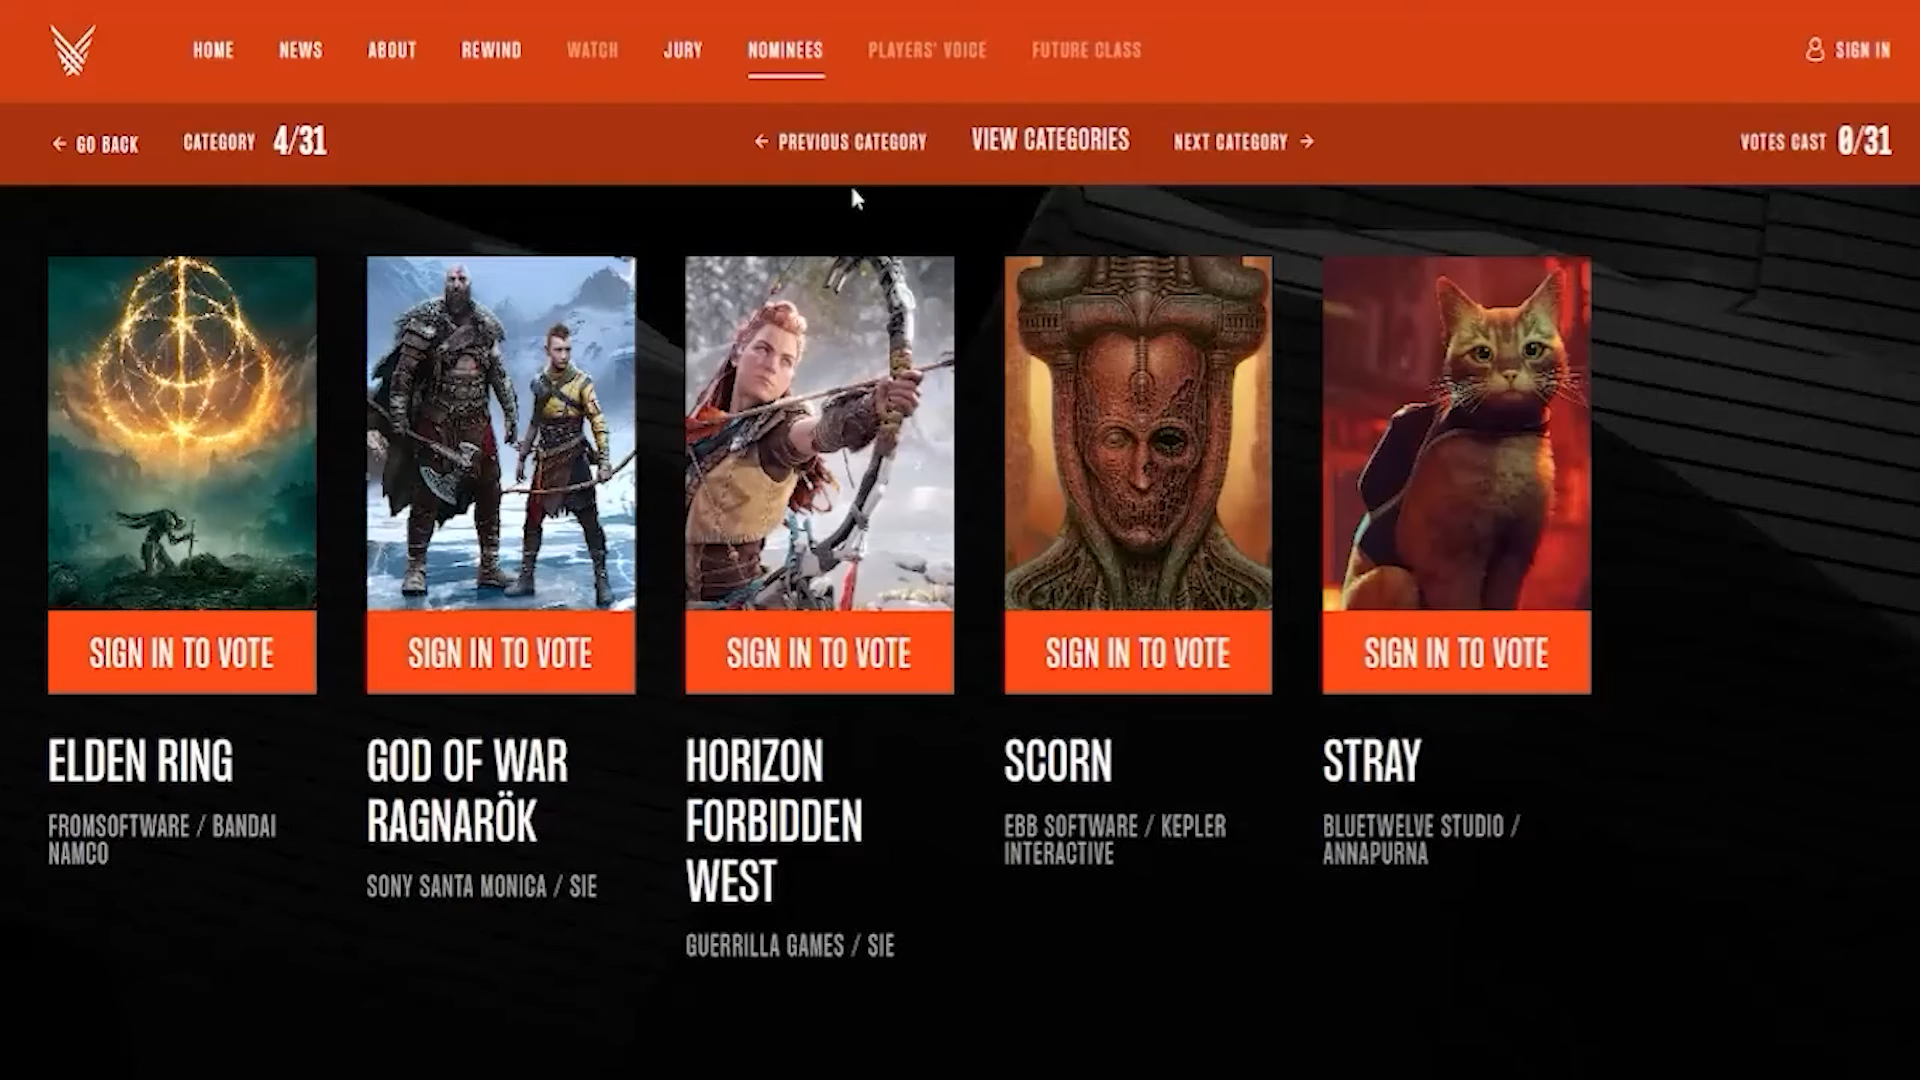 HOME NEWS ABOUT REWIND WATCH JURY NOMINEES PLAYERS' VOICE FUTURE CLASS SIGN IN
← GO BACK CATEGORY 4/31 ← PREVIOUS CATEGORY VIEW CATEGORIES NEXT CATEGORY → VOTES CAST 0/31
SIGN IN TO VOTE
ELDEN RING
FROMSOFTWARE / BANDAI
NAMCO
SIGN IN TO VOTE
GOD OF WAR
RAGNARÖK
SONY SANTA MONICA / SIE
SIGN IN TO VOTE
HORIZON
FORBIDDEN
WEST
GUERRILLA GAMES / SIE
SIGN IN TO VOTE
SCORN
EBB SOFTWARE / KEPLER
INTERACTIVE
SIGN IN TO VOTE
STRAY
BLUETWELVE STUDIO /
ANNAPURNA